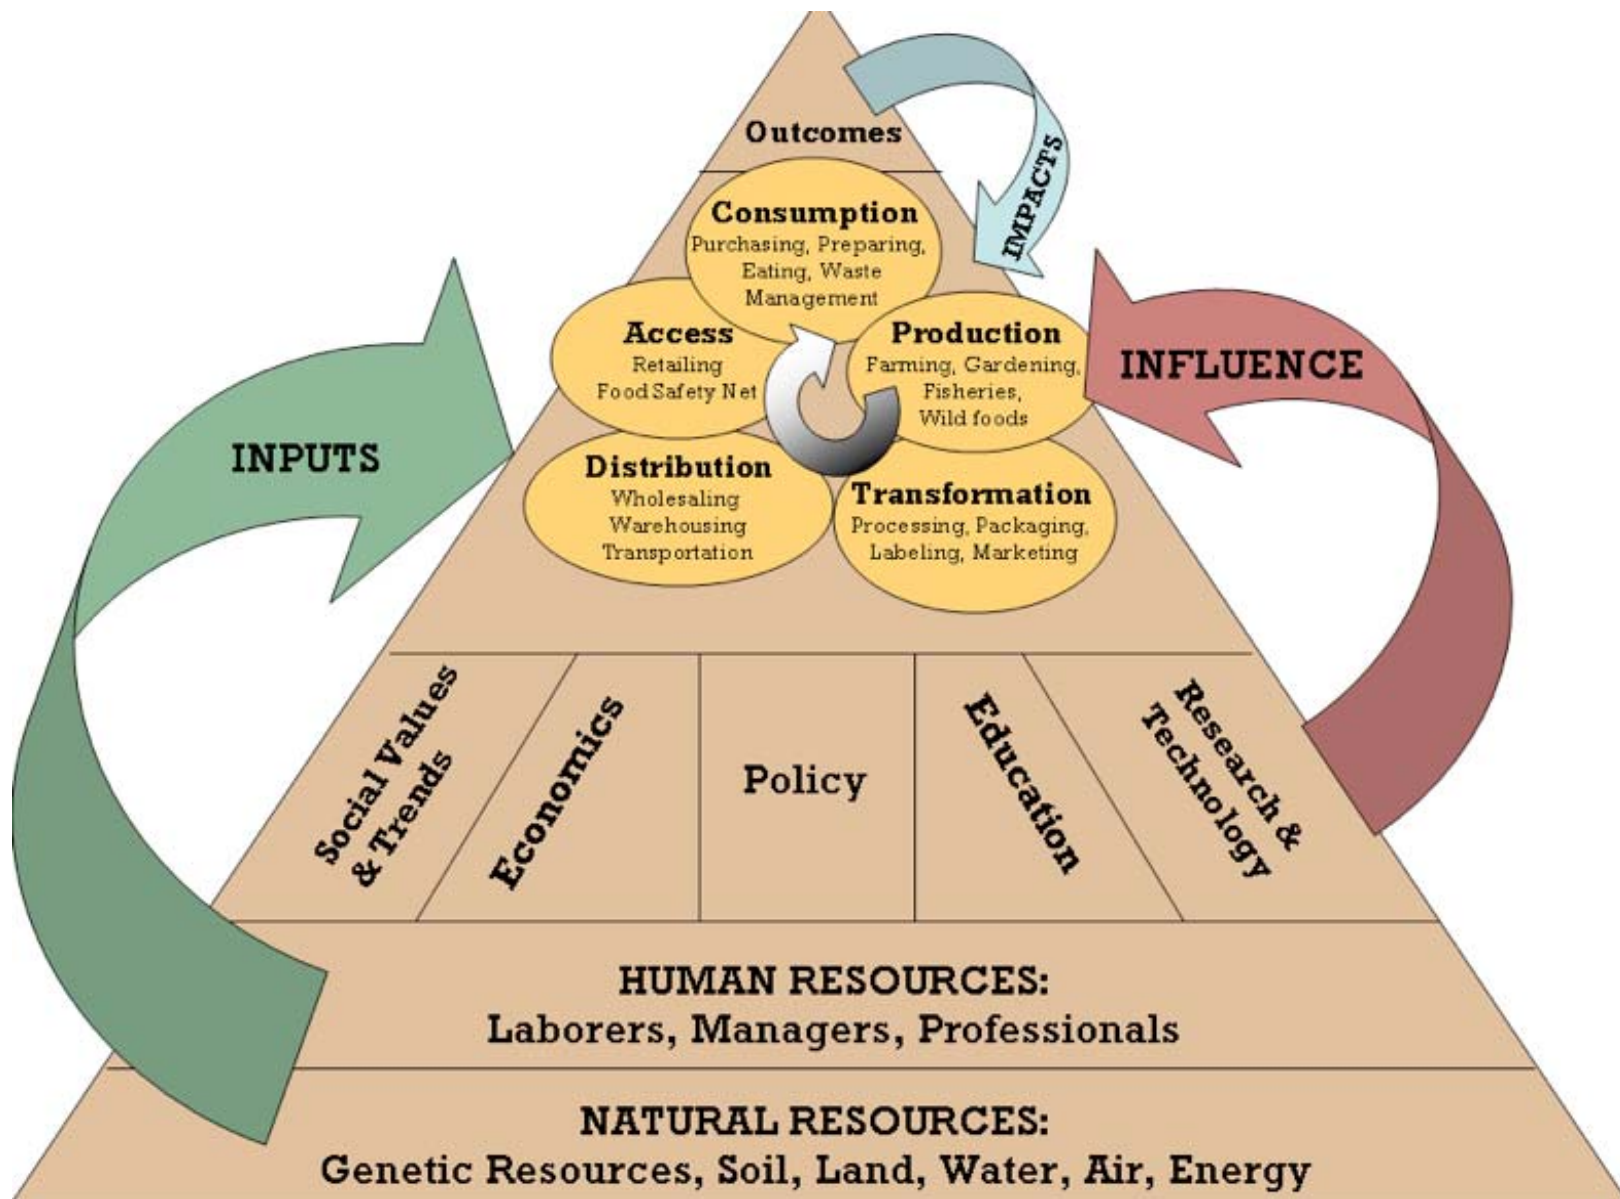 Outcomes
IMPACTS
Consumption
Purchasing, Preparing,
Eating, Waste
Management
Access
Retailing
Food Safety Net
Production
Farming, Gardening,
Fisheries,
Wild foods
INFLUENCE
INPUTS
Distribution
Wholesaling
Warehousing
Transportation
Transformation
Processing, Packaging,
Labeling, Marketing
Social Values
& Trends
Economics
Policy
Education
Research &
Technology
HUMAN RESOURCES:
Laborers, Managers, Professionals
NATURAL RESOURCES:
Genetic Resources, Soil, Land, Water, Air, Energy